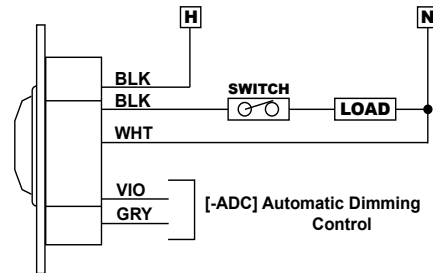 H
N
BLK
BLK
SWITCH
LOAD
WHT
VIO
GRY
[-ADC] Automatic Dimming
Control